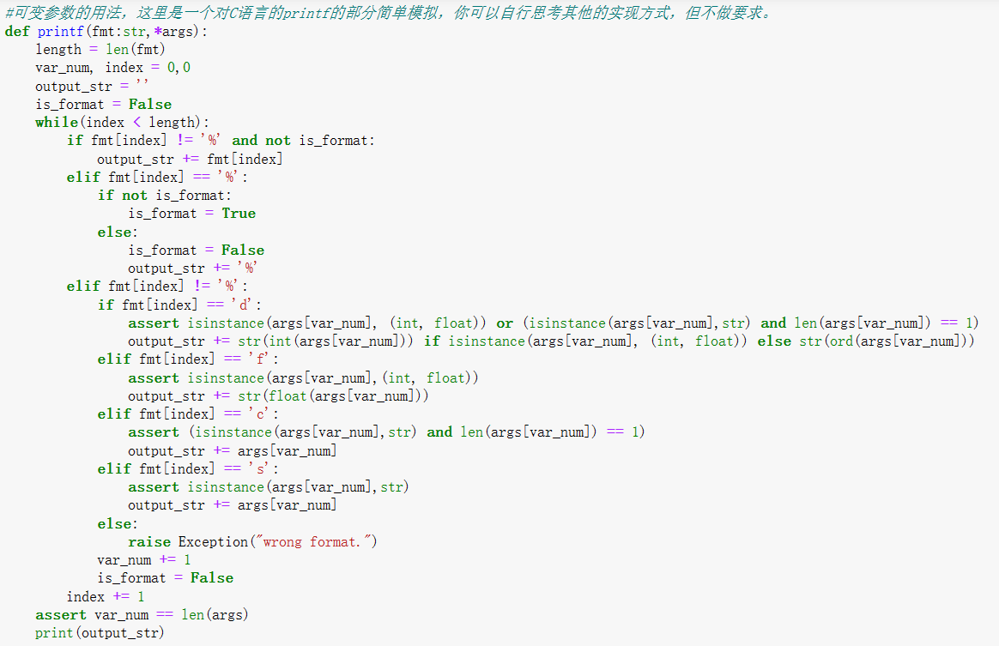 #可变参数的用法，这里是一个对C语言的printf的部分简单模拟，你可以自行思考其他的实现方式，但不做要求。
def printf(fmt:str,*args):
    length = len(fmt)
    var_num, index = 0,0
    output_str = ''
    is_format = False
    while(index < length):
        if fmt[index] != '%' and not is_format:
            output_str += fmt[index]
        elif fmt[index] == '%':
            if not is_format:
                is_format = True
            else:
                is_format = False
                output_str += '%'
        elif fmt[index] != '%':
            if fmt[index] == 'd':
                assert isinstance(args[var_num], (int, float)) or (isinstance(args[var_num],str) and len(args[var_num]) == 1)
                output_str += str(int(args[var_num])) if isinstance(args[var_num], (int, float)) else str(ord(args[var_num]))
            elif fmt[index] == 'f':
                assert isinstance(args[var_num],(int, float))
                output_str += str(float(args[var_num]))
            elif fmt[index] == 'c':
                assert (isinstance(args[var_num],str) and len(args[var_num]) == 1)
                output_str += args[var_num]
            elif fmt[index] == 's':
                assert isinstance(args[var_num],str)
                output_str += args[var_num]
            else:
                raise Exception("wrong format.")
            var_num += 1
            is_format = False
        index += 1
    assert var_num == len(args)
    print(output_str)